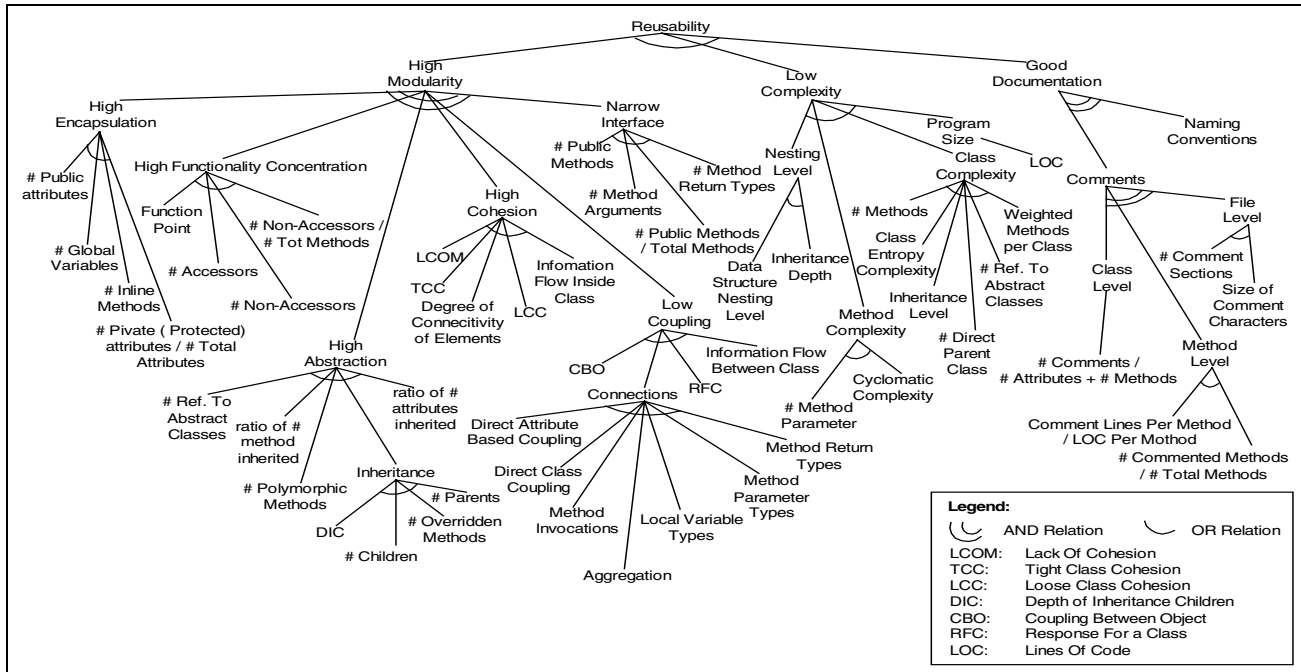 Reusability
High
Modularity
Low
Complexity
Good
Documentation
High
Encapsulation
# Public
attributes
# Global
Variables
# Inline
Methods
# Pivate ( Protected)
attributes / # Total
Attributes
High Functionality Concentration
Function
Point
# Accessors
# Non-Accessors
# Non-Accessors /
# Tot Methods
High
Abstraction
# Ref. To
Abstract
Classes
ratio of #
method
inherited
# Polymorphic
Methods
Inheritance
DIC
# Children
# Overridden
Methods
# Parents
ratio of #
attributes
inherited
High
Cohesion
LCOM
TCC
Degree of
Connecitivity
of Elements
LCC
Infomation
Flow Inside
Class
Low
Coupling
CBO
Connections
RFC
Information Flow
Between Class
Direct Attribute
Based Coupling
Direct Class
Coupling
Method
Invocations
Aggregation
Local Variable
Types
Method
Parameter
Types
Method Return
Types
Narrow
Interface
# Public
Methods
# Method
Arguments
# Public Methods
/ Total Methods
# Method
Return Types
Nesting
Level
Data
Structure
Nesting
Level
Inheritance
Depth
Method
Complexity
# Method
Parameter
Cyclomatic
Complexity
Class
Complexity
# Methods
Class
Entropy
Complexity
Inheritance
Level
# Direct
Parent
Class
# Ref. To
Abstract
Classes
Weighted
Methods
per Class
Program
Size
LOC
Naming
Conventions
Comments
Class
Level
# Comments /
# Attributes + # Methods
Method
Level
Comment Lines Per Method
/ LOC Per Mothod
# Commented Methods
/ # Total Methods
File
Level
# Comment
Sections
Size of
Comment
Characters
Legend:
AND Relation
OR Relation
LCOM: Lack Of Cohesion
TCC: Tight Class Cohesion
LCC: Loose Class Cohesion
DIC: Depth of Inheritance Children
CBO: Coupling Between Object
RFC: Response For a Class
LOC: Lines Of Code